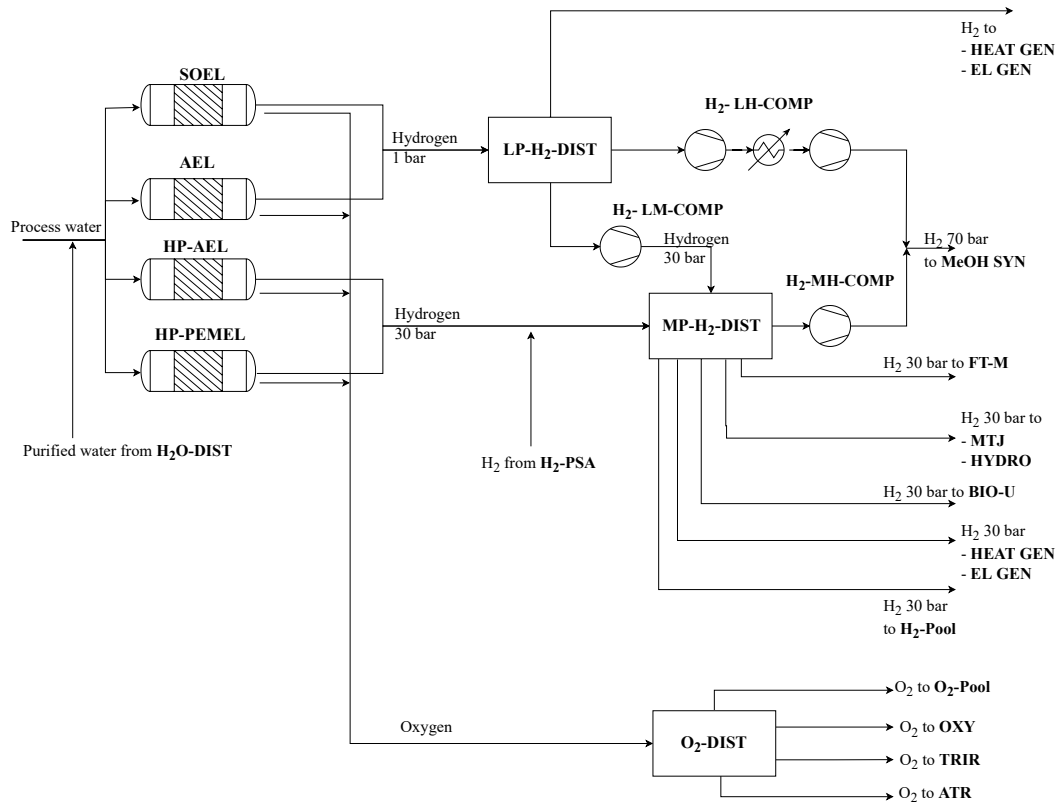 H₂ to
- HEAT GEN
- EL GEN
SOEL
H₂- LH-COMP
Hydrogen
1 bar
LP-H₂-DIST
AEL
H₂- LM-COMP
Process water
Hydrogen
30 bar
H₂ 70 bar
to MeOH SYN
HP-AEL
H₂-MH-COMP
Hydrogen
30 bar
MP-H₂-DIST
HP-PEMEL
H₂ 30 bar to FT-M
H₂ 30 bar to
- MTJ
- HYDRO
Purified water from H₂O-DIST
H₂ from H₂-PSA
H₂ 30 bar to BIO-U
H₂ 30 bar
- HEAT GEN
- EL GEN
H₂ 30 bar
to H₂-Pool
O₂ to O₂-Pool
Oxygen
O₂-DIST
O₂ to OXY
O₂ to TRIR
O₂ to ATR